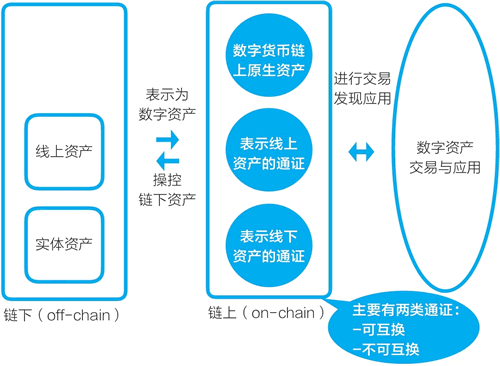 线上资产
实体资产
链下（off-chain）
表示为
数字资产
操控
链下资产
数字货币链
上原生资产
表示线上
资产的通证
表示线下
资产的通证
链上（on-chain）
主要有两类通证：
-可互换
-不可互换
进行交易
发现应用
数字资产
交易与应用